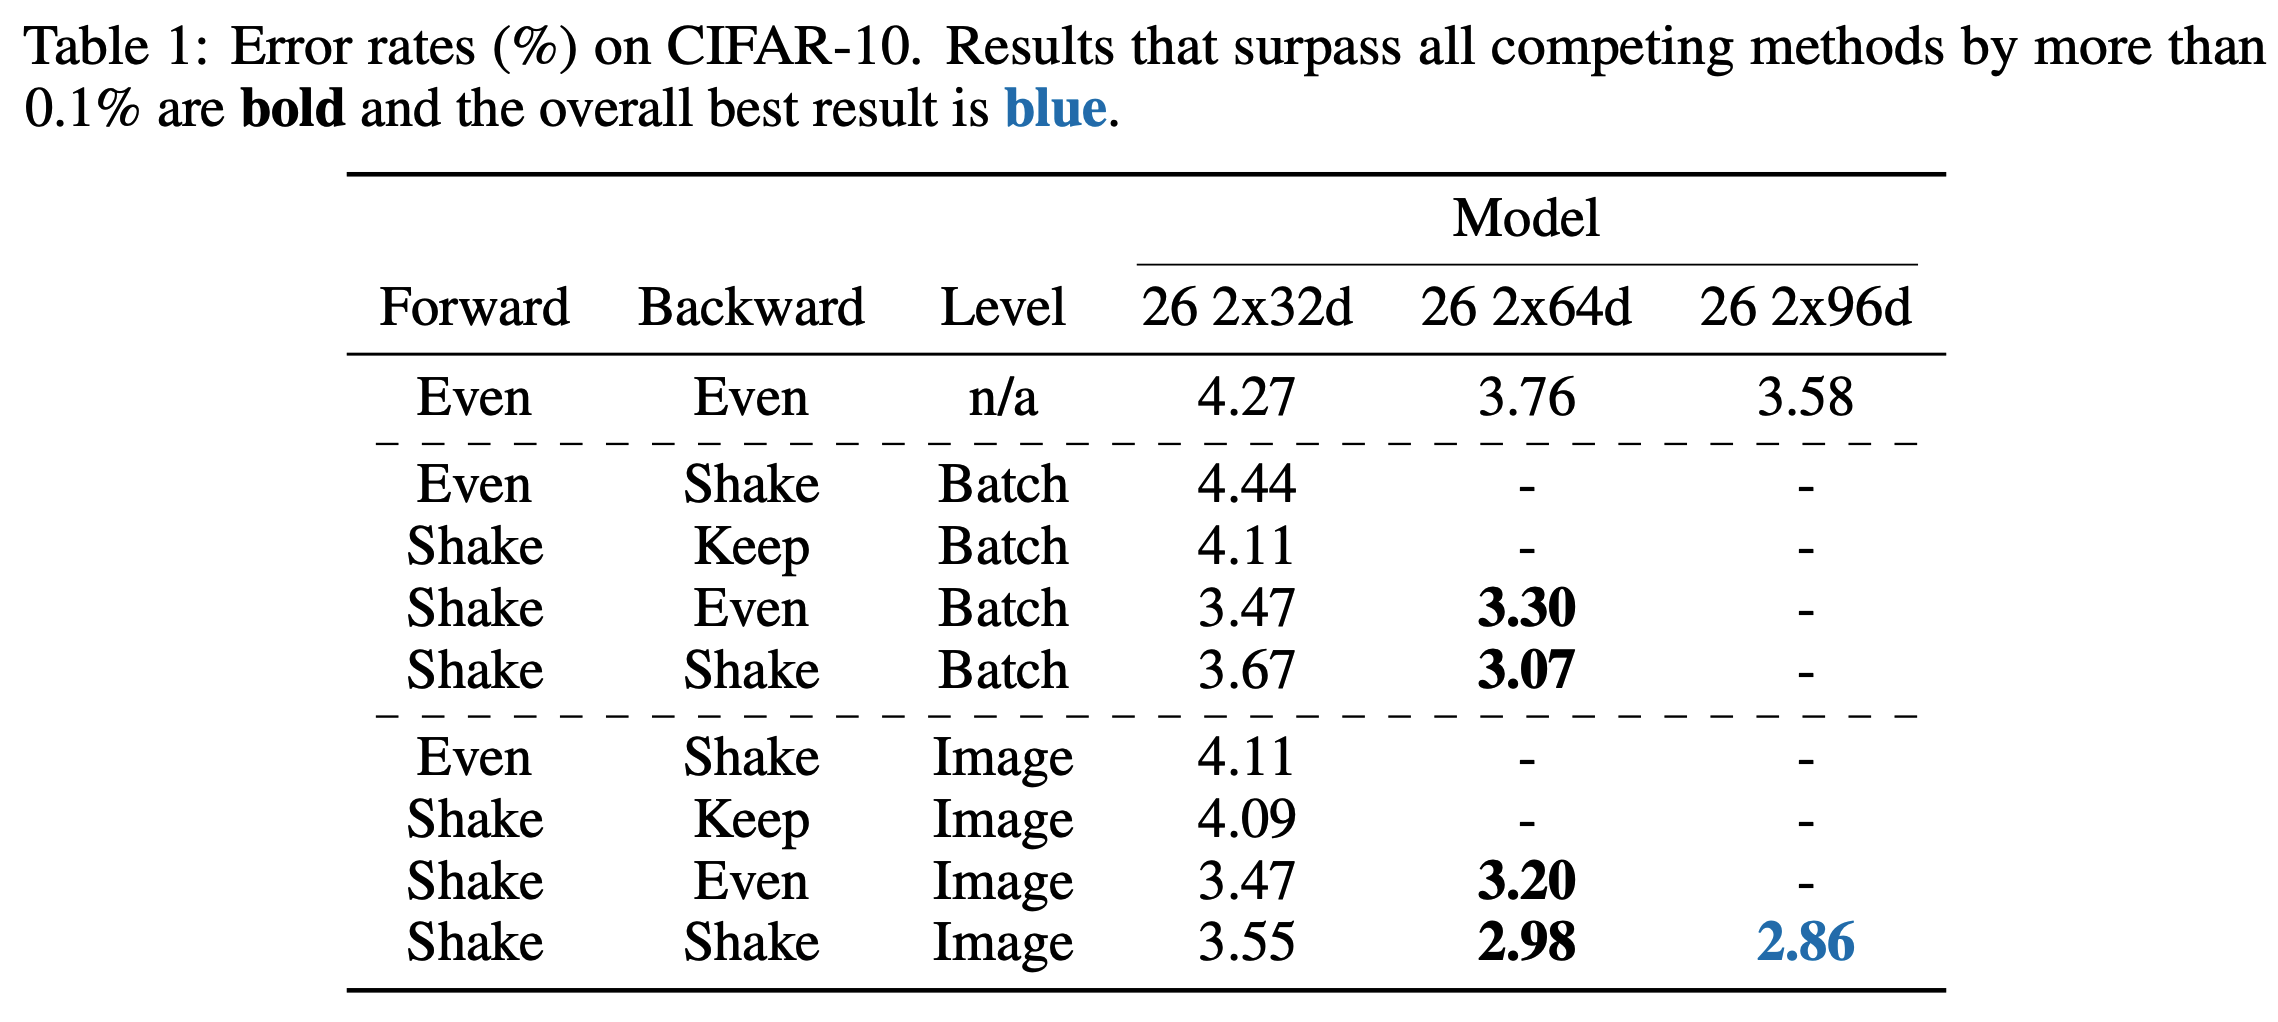 Table 1: Error rates (%) on CIFAR-10. Results that surpass all competing methods by more than
0.1% are bold and the overall best result is blue.
Model
Forward Backward Level 26 2x32d 26 2x64d 26 2x96d
Even Even n/a 4.27 3.76 3.58
Even Shake Batch 4.44 - -
Shake Keep Batch 4.11 - -
Shake Even Batch 3.47 3.30 -
Shake Shake Batch 3.67 3.07 -
Even Shake Image 4.11 - -
Shake Keep Image 4.09 - -
Shake Even Image 3.47 3.20 -
Shake Shake Image 3.55 2.98 2.86